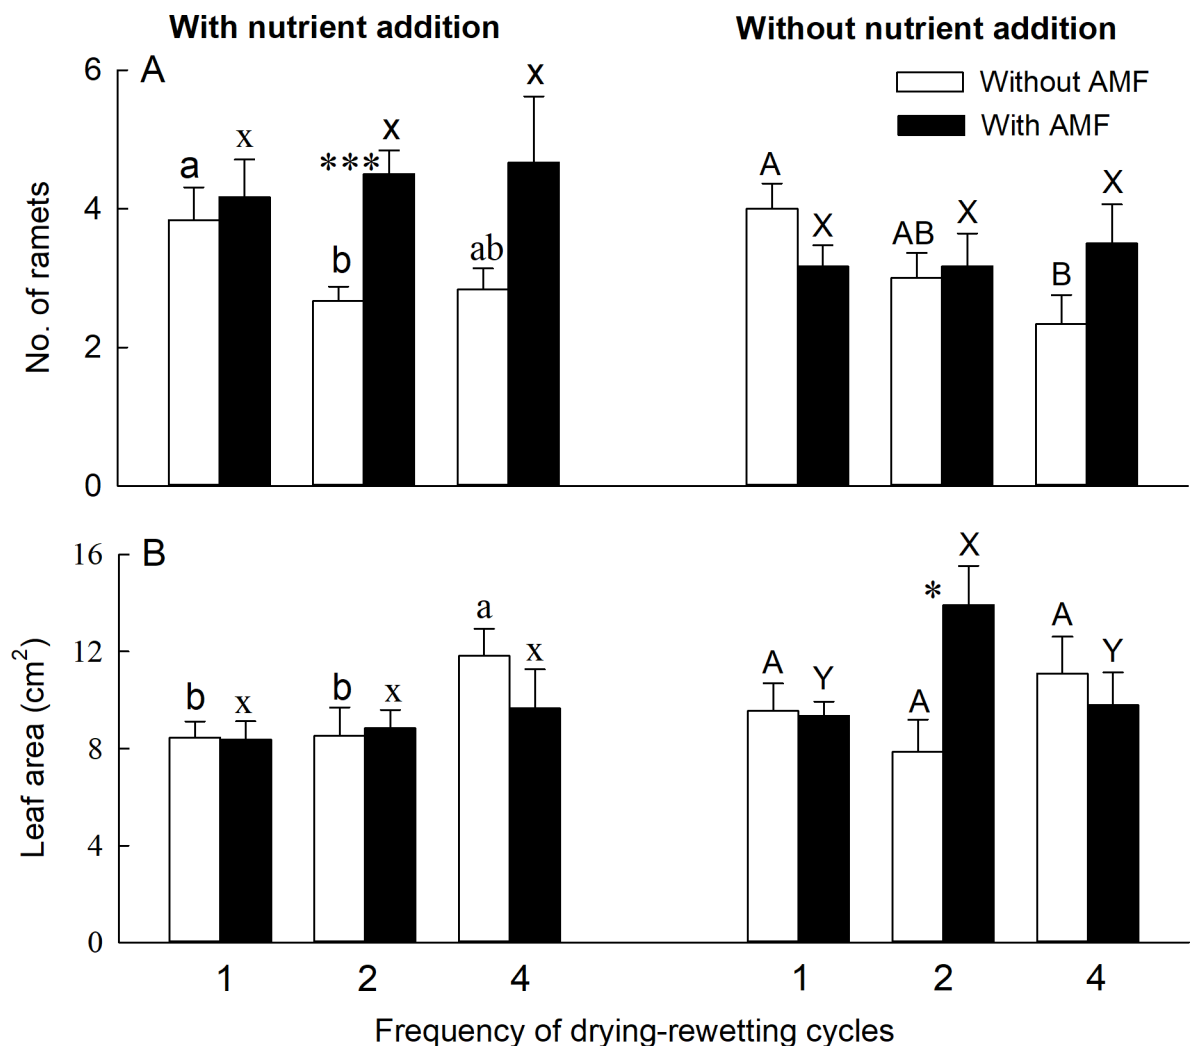 With nutrient addition
Without nutrient addition
A
Without AMF
With AMF
No. of ramets
6
4
2
0
a x
*** b x
ab x
A X
AB X
B X
B
Leaf area (cm²)
16
12
8
4
0
b x
b x
a x
A Y
A * X
A Y
1 2 4 1 2 4
Frequency of drying-rewetting cycles